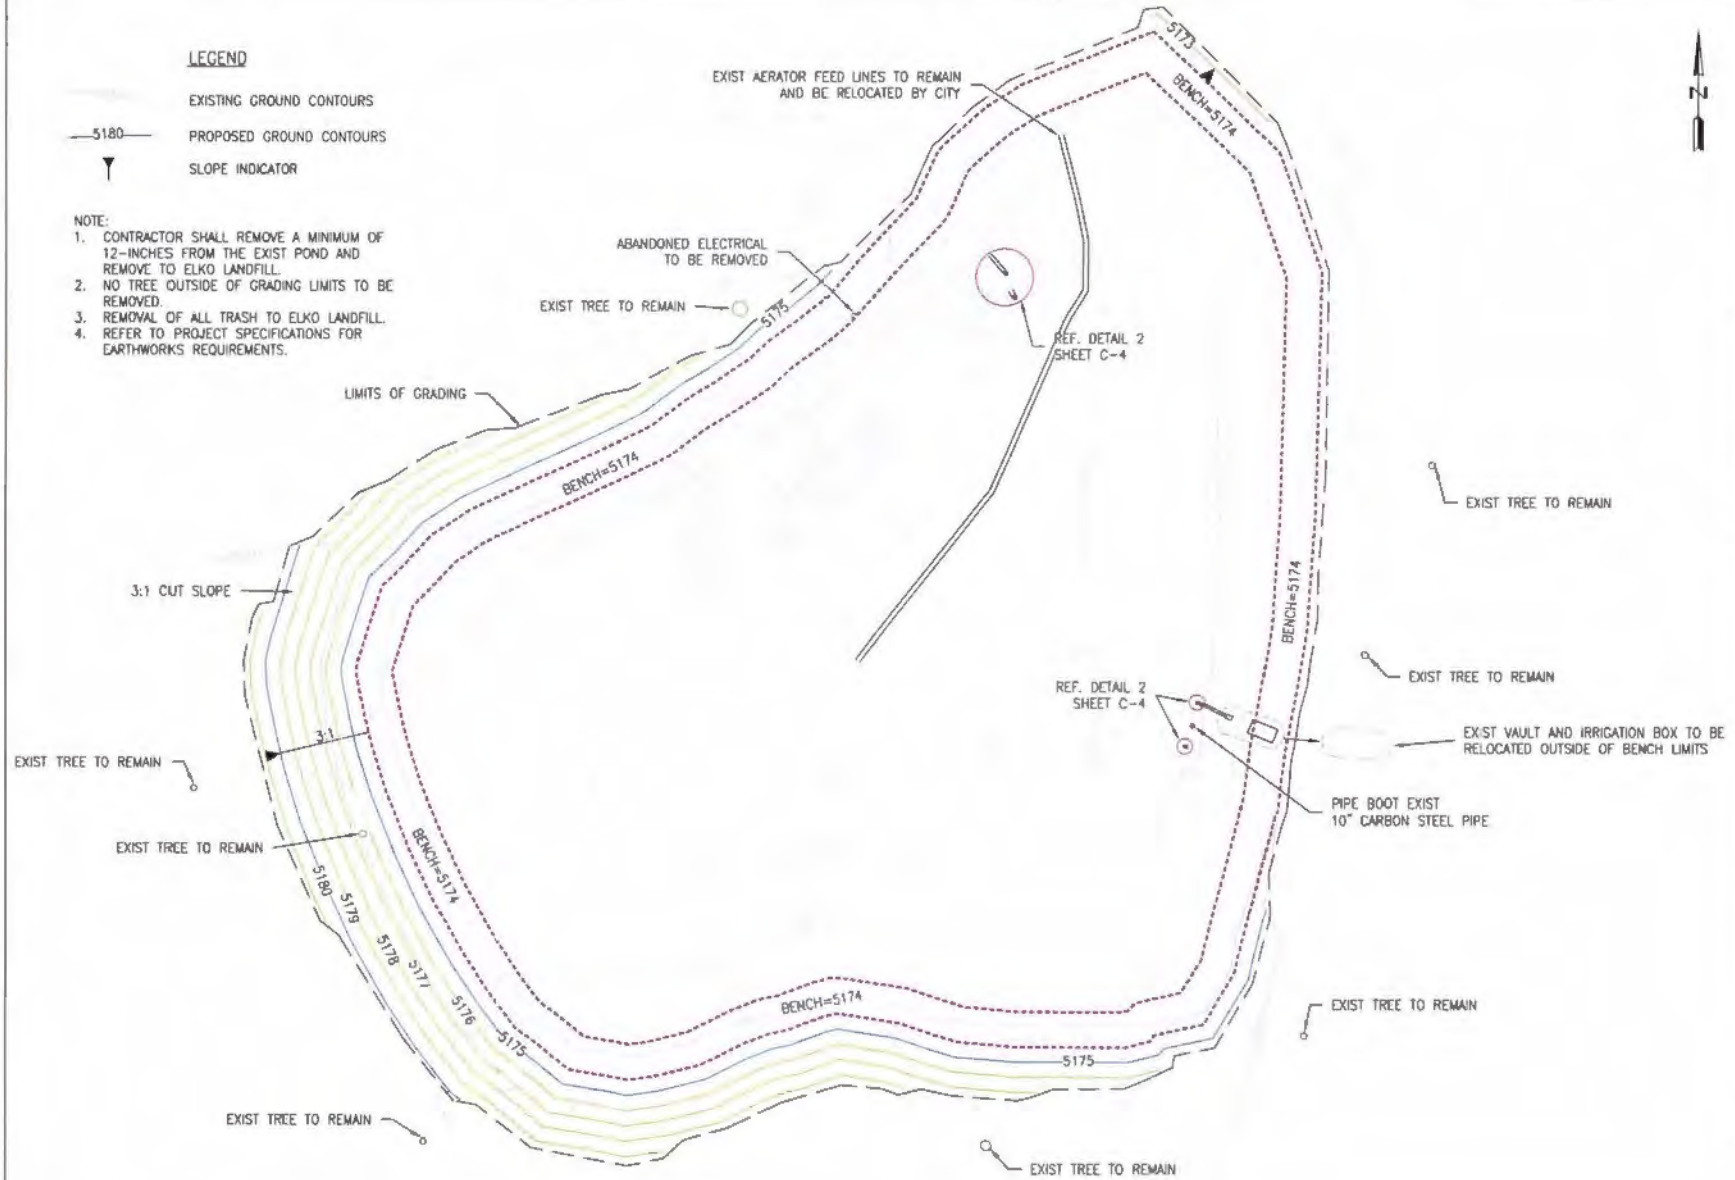 LEGEND
EXISTING GROUND CONTOURS
5180
PROPOSED GROUND CONTOURS
SLOPE INDICATOR
NOTE:
1. CONTRACTOR SHALL REMOVE A MINIMUM OF
12-INCHES FROM THE EXIST POND AND
REMOVE TO ELKO LANDFILL.
2. NO TREE OUTSIDE OF GRADING LIMITS TO BE
REMOVED.
3. REMOVAL OF ALL TRASH TO ELKO LANDFILL.
4. REFER TO PROJECT SPECIFICATIONS FOR
EARTHWORKS REQUIREMENTS.
EXIST AERATOR FEED LINES TO REMAIN
AND BE RELOCATED BY CITY
5173
BENCH=5174
N
ABANDONED ELECTRICAL
TO BE REMOVED
EXIST TREE TO REMAIN
5175
REF. DETAIL 2
SHEET C-4
LIMITS OF GRADING
BENCH=5174
EXIST TREE TO REMAIN
3:1 CUT SLOPE
BENCH=5174
EXIST TREE TO REMAIN
REF. DETAIL 2
SHEET C-4
EXIST VAULT AND IRRIGATION BOX TO BE
RELOCATED OUTSIDE OF BENCH LIMITS
3:1
EXIST TREE TO REMAIN
PIPE BOOT EXIST
10" CARBON STEEL PIPE
EXIST TREE TO REMAIN
BENCH=5174
5180
5179
5178
5177
5176
5175
BENCH=5174
EXIST TREE TO REMAIN
5175
EXIST TREE TO REMAIN
EXIST TREE TO REMAIN